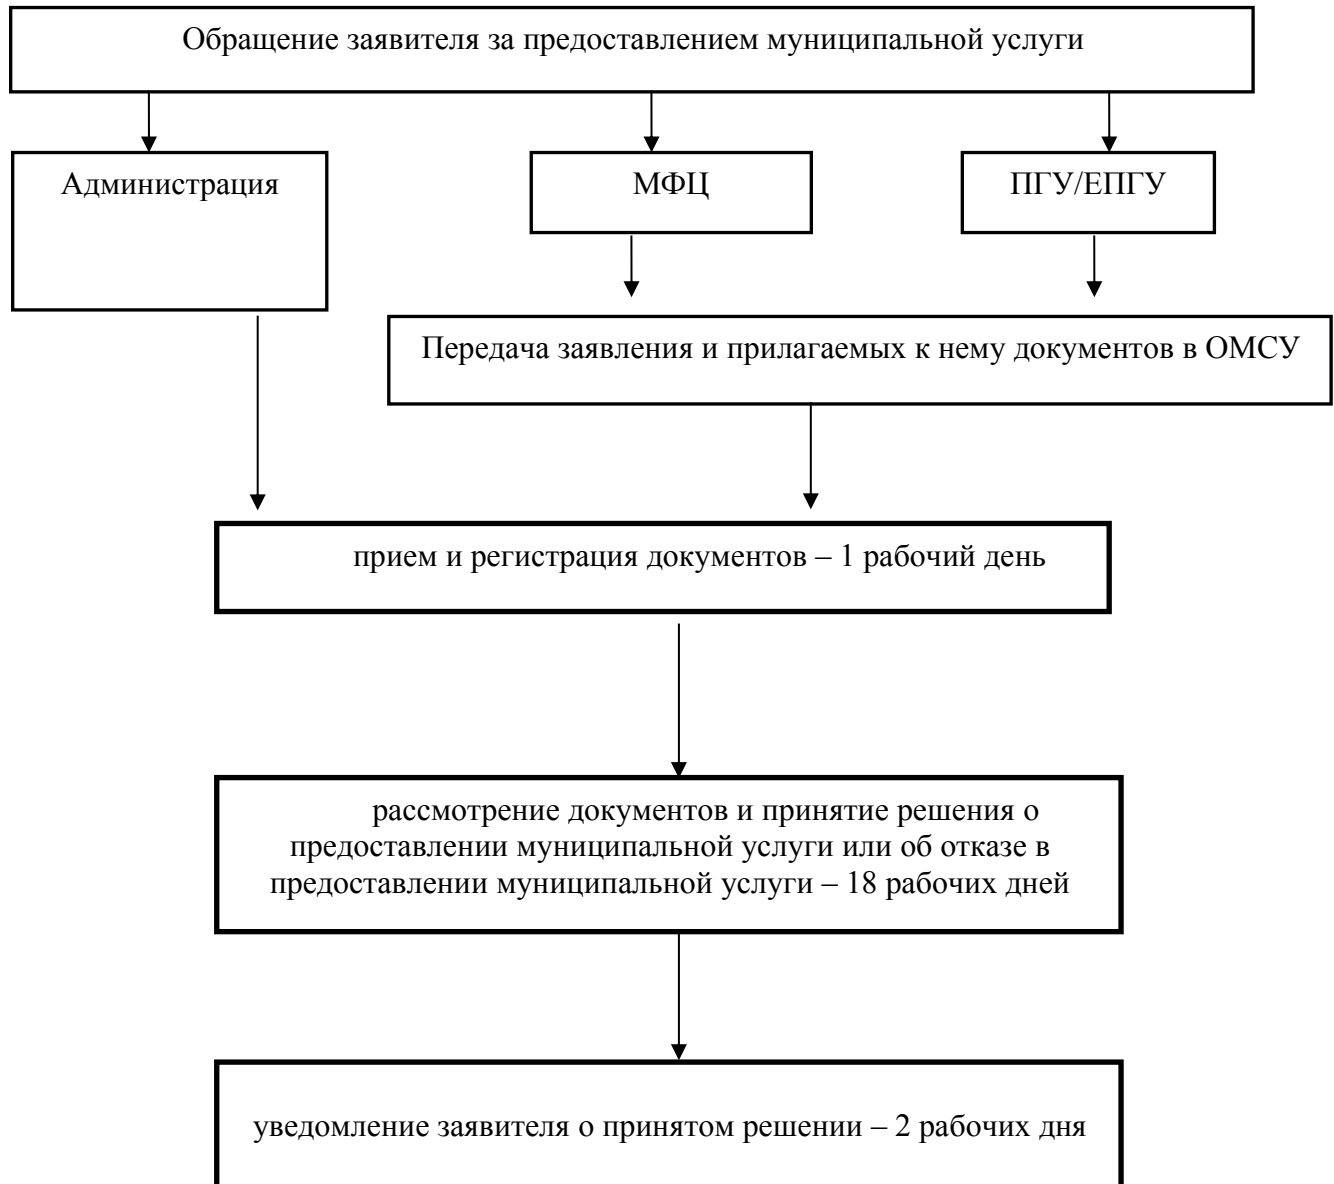 Обращение заявителя за предоставлением муниципальной услуги
Администрация
МФЦ
ПГУ/ЕПГУ
Передача заявления и прилагаемых к нему документов в ОМСУ
прием и регистрация документов – 1 рабочий день
рассмотрение документов и принятие решения о
предоставлении муниципальной услуги или об отказе в
предоставлении муниципальной услуги – 18 рабочих дней
уведомление заявителя о принятом решении – 2 рабочих дня